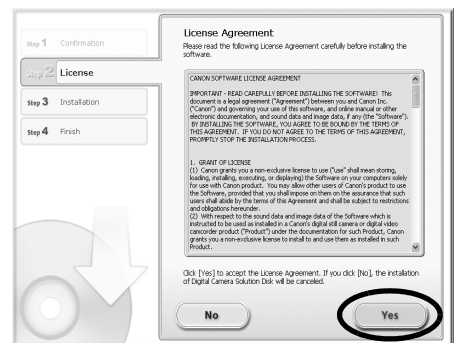 Step 1 Confirmation
Step 2 License
Step 3 Installation
Step 4 Finish
License Agreement
Please read the following License Agreement carefully before installing the
software.
CANON SOFTWARE LICENSE AGREEMENT
IMPORTANT - READ CAREFULLY BEFORE INSTALLING THE SOFTWARE! This
document is a legal agreement ("Agreement") between you and Canon Inc.
("Canon") and governing your use of this software, and online manual or other
electronic documentation, and sound data and image data, if any (the "Software").
BY INSTALLING THE SOFTWARE, YOU AGREE TO BE BOUND BY THE TERMS OF
THIS AGREEMENT. IF YOU DO NOT AGREE TO THE TERMS OF THIS AGREEMENT,
PROMPTLY STOP THE INSTALLATION PROCESS.
1. GRANT OF LICENSE
(1) Canon grants you a non-exclusive license to use ("use" shall mean storing,
loading, installing, executing, or displaying) the Software on your computers solely
for use with Canon product. You may allow other users of Canon's product to use
the Software, provided that you shall impose on them on the assurance that such
users shall abide by the terms of this Agreement and shall be subject to restrictions
and obligations hereunder.
(2) With respect to the sound data and image data of the Software which is
instructed to be used as installed in a Canon's digital still camera or digital video
camcorder product ("Product") under the documentation for such Product, Canon
grants you a non-exclusive license to install to and use them as installed in such
Product.
Click [Yes] to accept the License Agreement. If you click [No], the installation
of Digital Camera Solution Disk will be canceled.
No
Yes